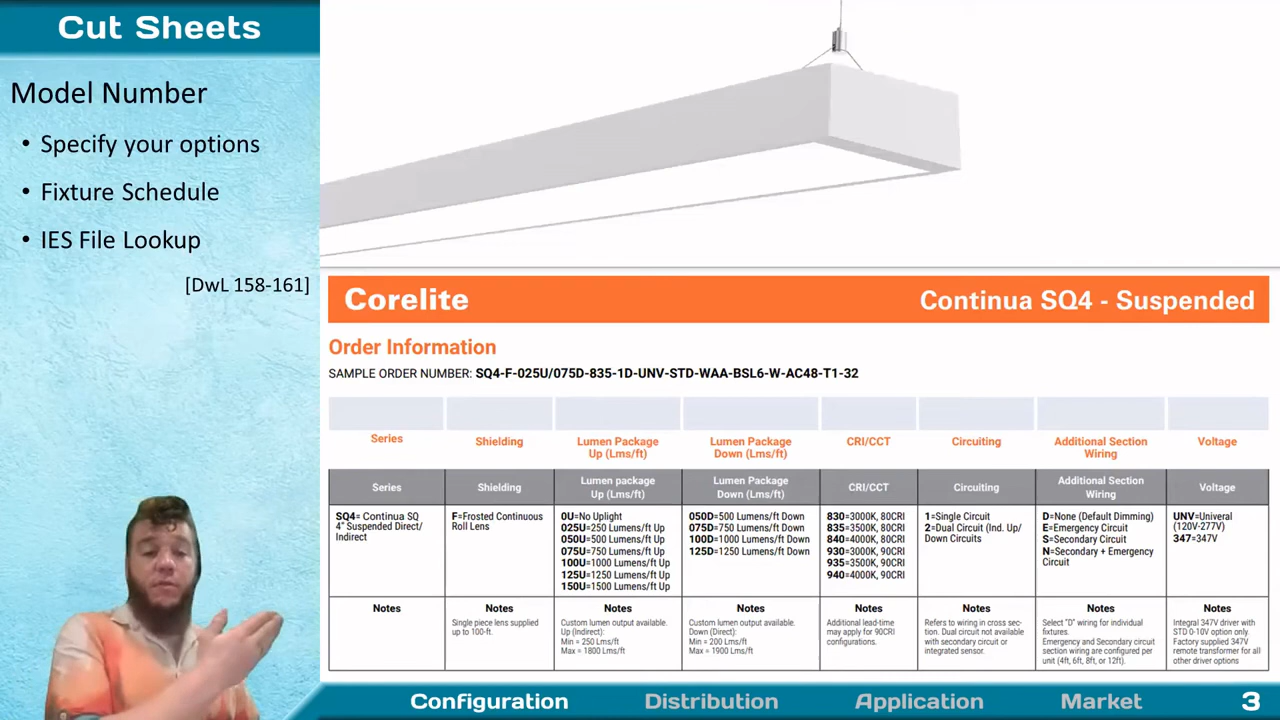 Cut Sheets
Model Number
• Specify your options
• Fixture Schedule
• IES File Lookup
[DwL 158-161]
Corelite
Continua SQ4 - Suspended
Order Information
SAMPLE ORDER NUMBER: SQ4-F-025U/075D-835-1D-UNV-STD-WAA-BSL6-W-AC48-T1-32
Series
Shielding
Lumen Package
Up (Lms/ft)
Lumen Package
Down (Lms/ft)
CRI/CCT
Circuiting
Additional Section
Wiring
Voltage
Series
Shielding
Lumen package
Up (Lms/ft)
Lumen Package
Down (Lms/ft)
CRI/CCT
Circuiting
Additional Section
Wiring
Voltage
SQ4= Continua SQ
4" Suspended Direct/
Indirect
F=Frosted Continuous
Roll Lens
0U=No Uplight
025U=250 Lumens/ft Up
050U=500 Lumens/ft Up
075U=750 Lumens/ft Up
100U=1000 Lumens/ft Up
125U=1250 Lumens/ft Up
150U=1500 Lumens/ft Up
050D=500 Lumens/ft Down
075D=750 Lumens/ft Down
100D=1000 Lumens/ft Down
125D=1250 Lumens/ft Down
830=3000K, 80CRI
835=3500K, 80CRI
840=4000K, 80CRI
930=3000K, 90CRI
935=3500K, 90CRI
940=4000K, 90CRI
1=Single Circuit
2=Dual Circuit (Ind. Up/
Down Circuits
D=None (Default Dimming)
E=Emergency Circuit
S=Secondary Circuit
N=Secondary + Emergency
Circuit
UNV=Univeral
(120V-277V)
347=347V
Notes
Notes
Single piece lens supplied
up to 100-ft.
Notes
Custom lumen output available.
Up (Indirect):
Min = 250 Lms/ft
Max = 1800 Lms/ft
Notes
Custom lumen output available.
Down (Direct):
Min = 200 Lms/ft
Max = 1900 Lms/ft
Notes
Additional lead-time
may apply for 90CRI
configurations.
Notes
Refers to wiring in cross sec-
tion. Dual circuit not available
with secondary circuit or
integrated sensor.
Notes
Select "D" wiring for individual
fixtures.
Emergency and Secondary circuit
section wiring are configured per
unit (4ft, 6ft, 8ft, or 12ft).
Notes
Integral 347V driver with
STD 0-10V option only.
Factory supplied 347V
remote transformer for all
other driver options
Configuration
Distribution
Application
Market
3